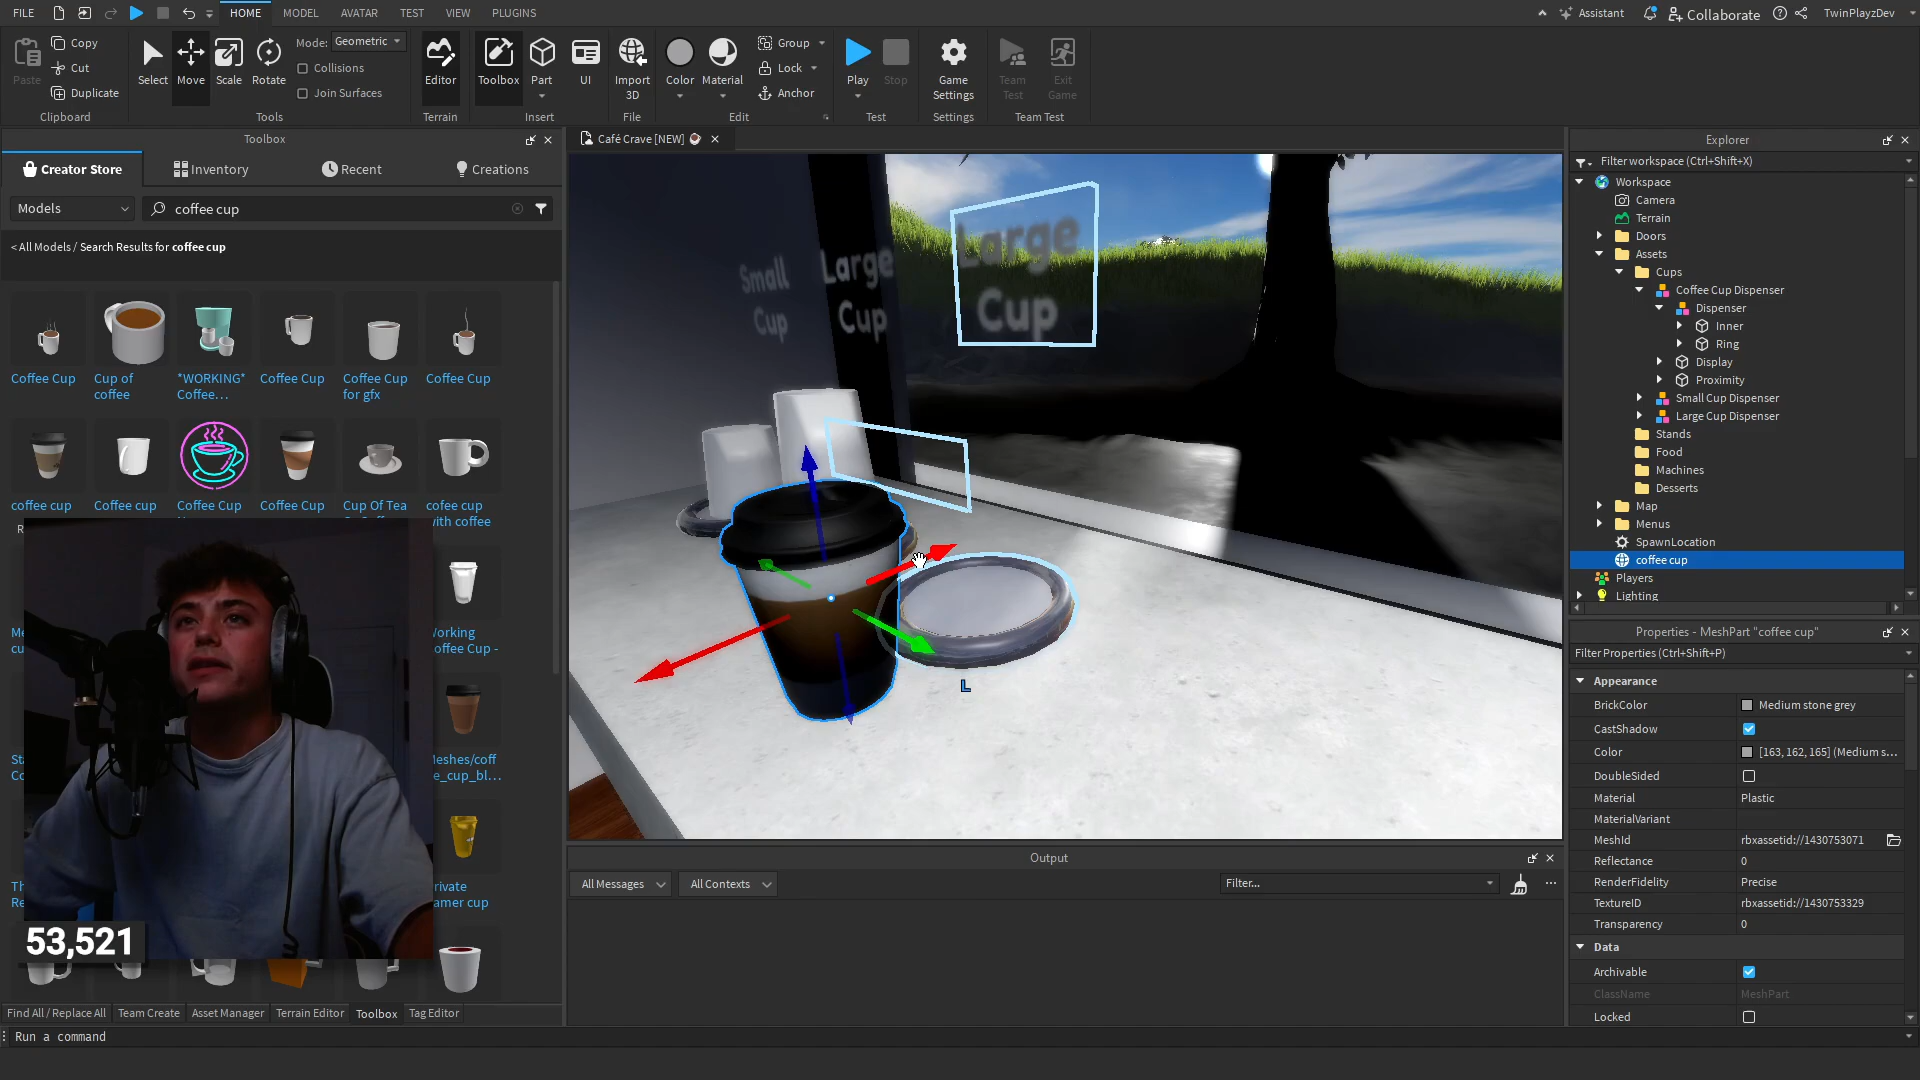 FILE
HOME
MODEL
AVATAR
TEST
VIEW
PLUGINS
Assistant
Collaborate
TwinPlayzDev
Paste
Copy
Cut
Duplicate
Clipboard
Select
Move
Scale
Rotate
Mode: Geometric
Collisions
Join Surfaces
Tools
Editor
Terrain
Toolbox
Part
UI
Insert
Import
3D
File
Color
Material
Group
Lock
Anchor
Edit
Play
Stop
Test
Game
Settings
Settings
Team
Test
Exit
Game
Team Test
Toolbox
Creator Store
Inventory
Recent
Creations
Models
coffee cup
< All Models / Search Results for coffee cup
Coffee Cup
Cup of
coffee
*WORKING*
Coffee...
Coffee Cup
Coffee Cup
for gfx
Coffee Cup
coffee cup
Coffee cup
Coffee Cup
Coffee Cup
Cup Of Tea
cofee cup
with coffee
Working
Coffee Cup -
Meshes/coff
e_cup_bl...
53,521
Find All / Replace All
Team Create
Asset Manager
Terrain Editor
Toolbox
Tag Editor
Run a command
Café Crave [NEW]
Small
Cup
Large
Cup
Large
Cup
L
Output
All Messages
All Contexts
Filter...
Explorer
Filter workspace (Ctrl+Shift+X)
Workspace
Camera
Terrain
Doors
Assets
Cups
Coffee Cup Dispenser
Dispenser
Inner
Ring
Display
Proximity
Small Cup Dispenser
Large Cup Dispenser
Stands
Food
Machines
Desserts
Map
Menus
SpawnLocation
coffee cup
Players
Lighting
Properties - MeshPart "coffee cup"
Filter Properties (Ctrl+Shift+P)
Appearance
BrickColor Medium stone grey
CastShadow
Color [163, 162, 165] (Medium s...
DoubleSided
Material Plastic
MaterialVariant
MeshId rbxassetid://1430753071
Reflectance 0
RenderFidelity Precise
TextureID rbxassetid://1430753329
Transparency 0
Data
Archivable
ClassName MeshPart
Locked